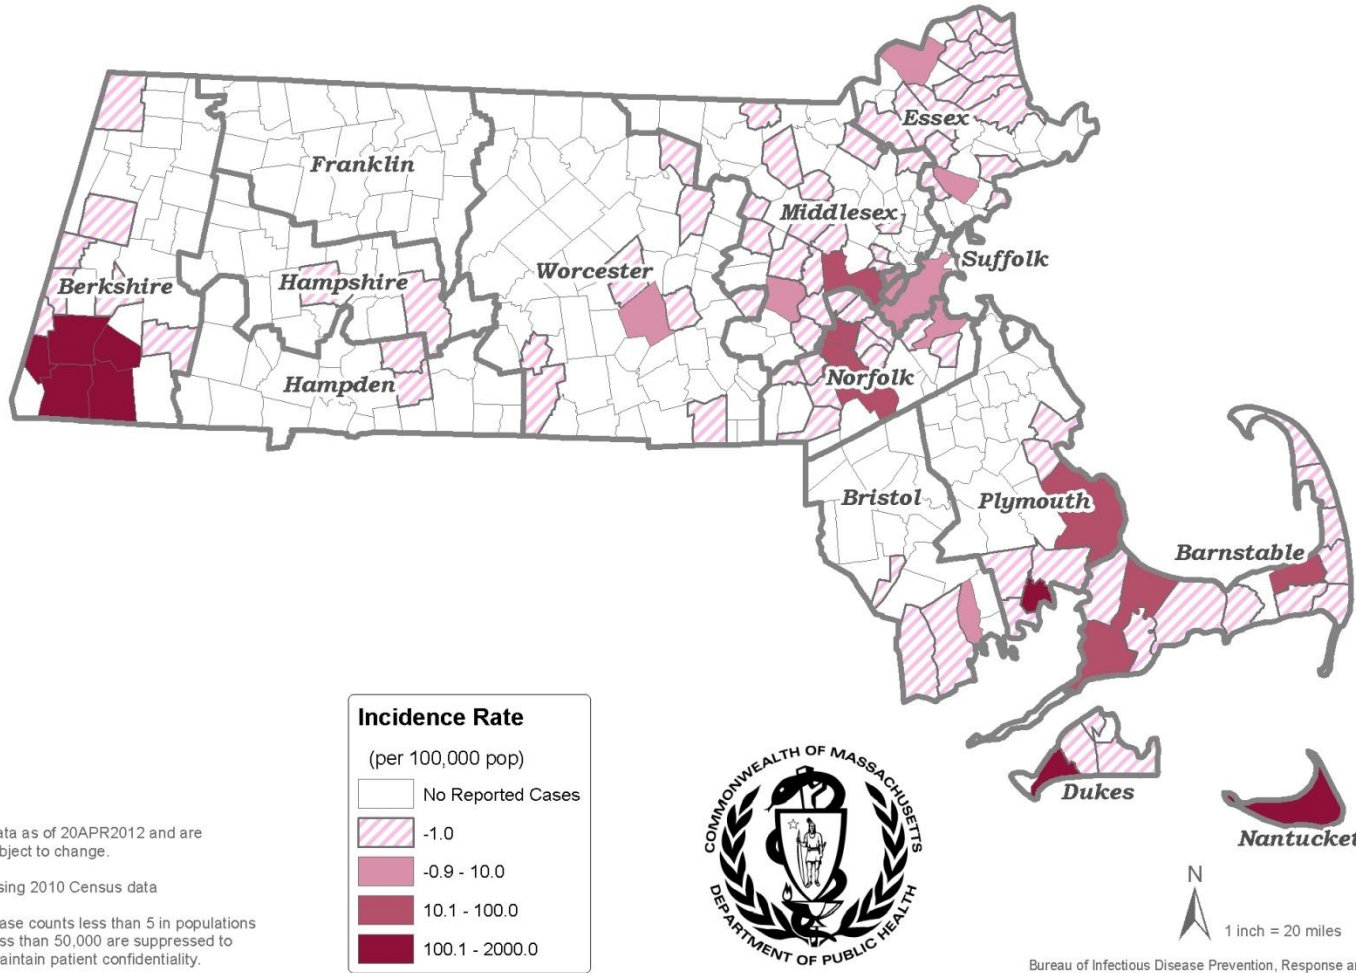 Essex
Franklin
Middlesex
Suffolk
Worcester
Hampshire
Berkshire
Norfolk
Hampden
Bristol
Plymouth
Barnstable
Dukes
Nantucket
Incidence Rate
(per 100,000 pop)
No Reported Cases
-1.0
-0.9 - 10.0
10.1 - 100.0
100.1 - 2000.0
COMMONWEALTH OF MASSACHUSETTS
DEPARTMENT OF PUBLIC HEALTH
ata as of 20APR2012 and are
bject to change.
sing 2010 Census data
ase counts less than 5 in populations
ss than 50,000 are suppressed to
aintain patient confidentiality.
N
1 inch = 20 miles
Bureau of Infectious Disease Prevention, Response an